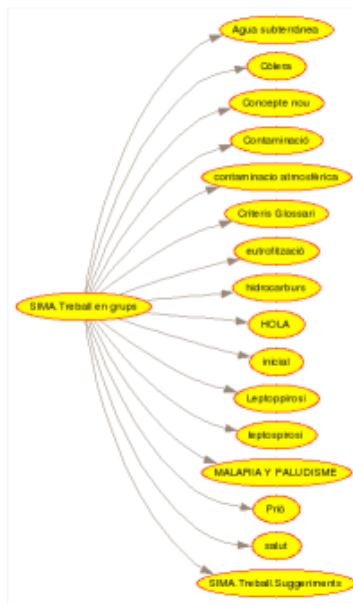 Agua subterránea
Còlera
Concepte nou
Contaminació
contaminacio atmosfèrica
Criteris Glossari
eutrofització
hidrocarburs
SIMA.Treball en grups
HOLA
inicial
Leptoppirosi
leptospirosi
MALARIA Y PALUDISME
Prió
salut
SIMA.Treball.Suggeriments